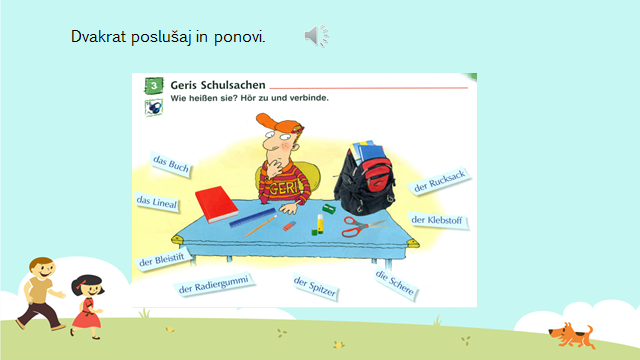 Dvakrat poslušaj in ponovi.
3 Geris Schulsachen
Wie heißen sie? Hör zu und verbinde.
das Buch
der Rucksack
GERI
das Lineal
der Klebstoff
der Bleistift
der Radiergummi
der Spitzer
die Schere